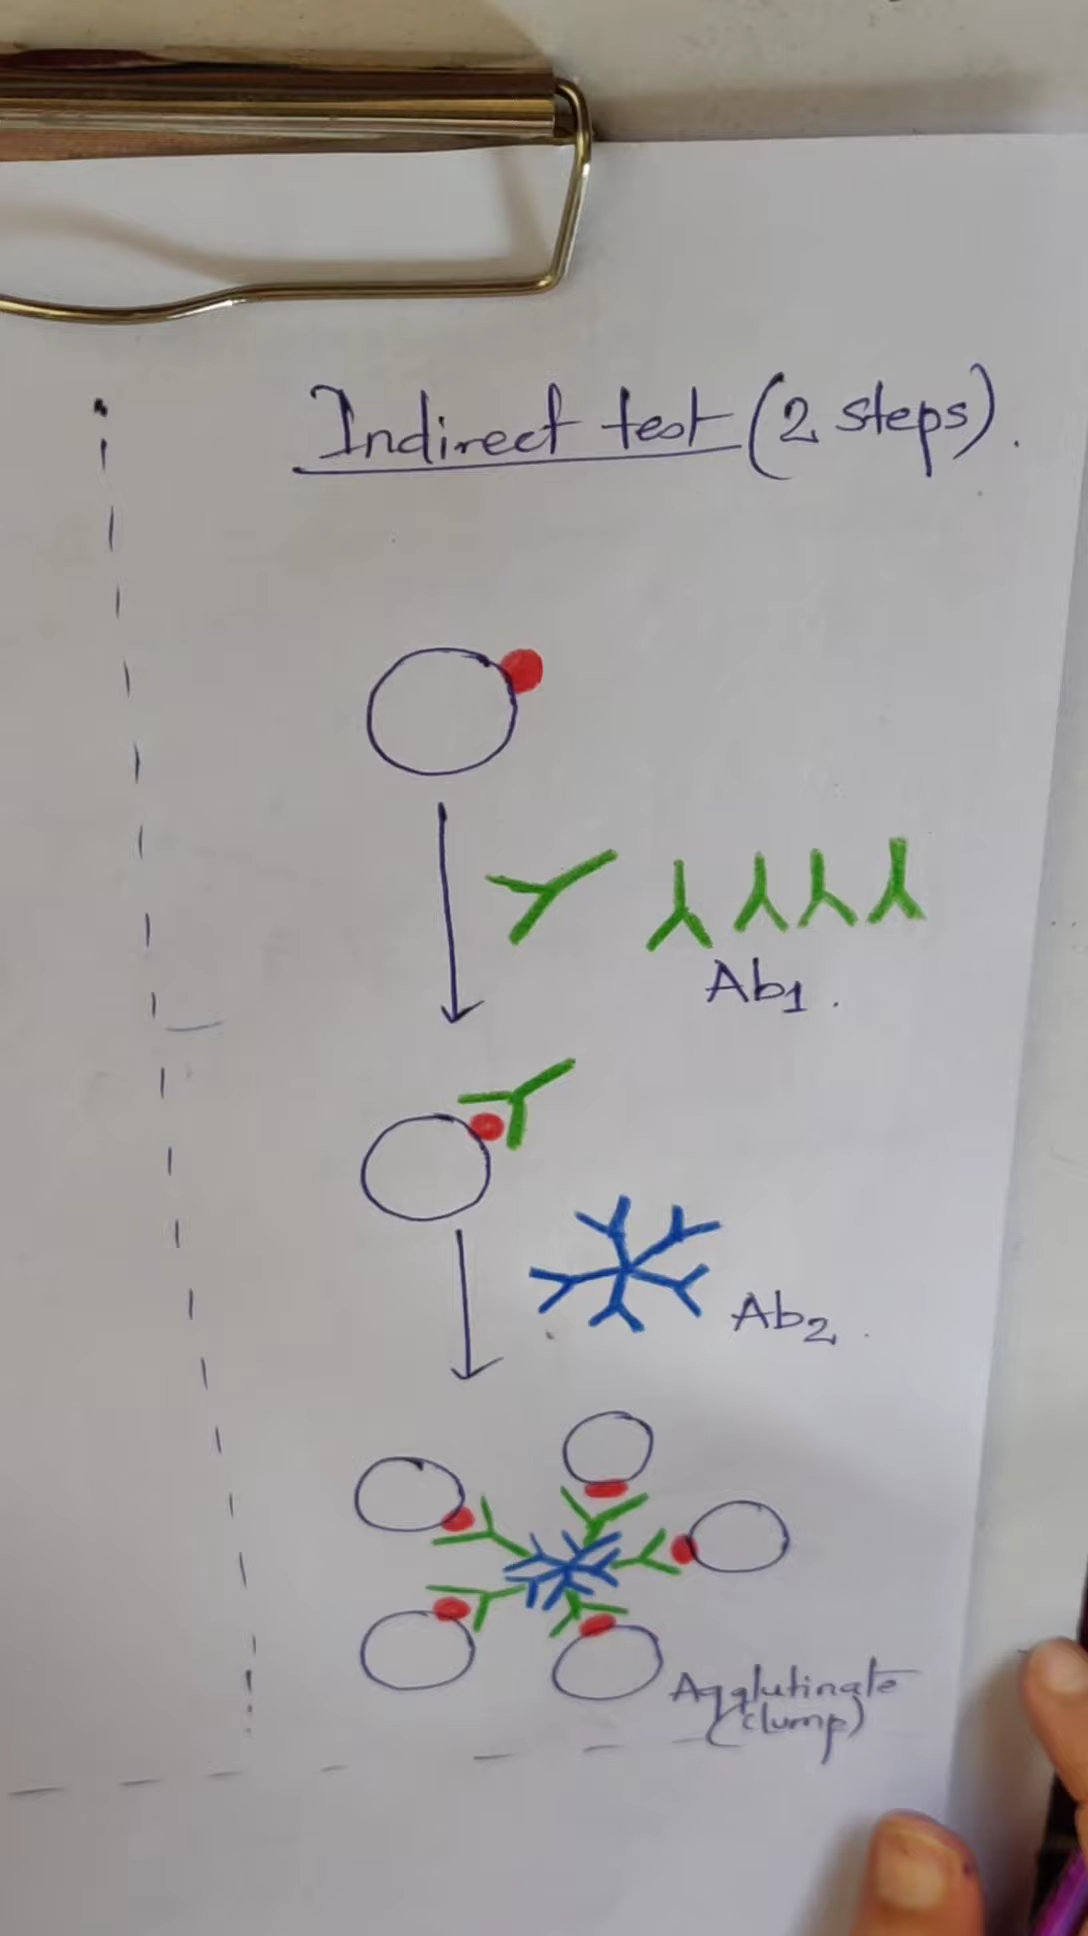 Indirect test (2 steps).
Ab1.
Ab2.
Agglutinate
(clump)